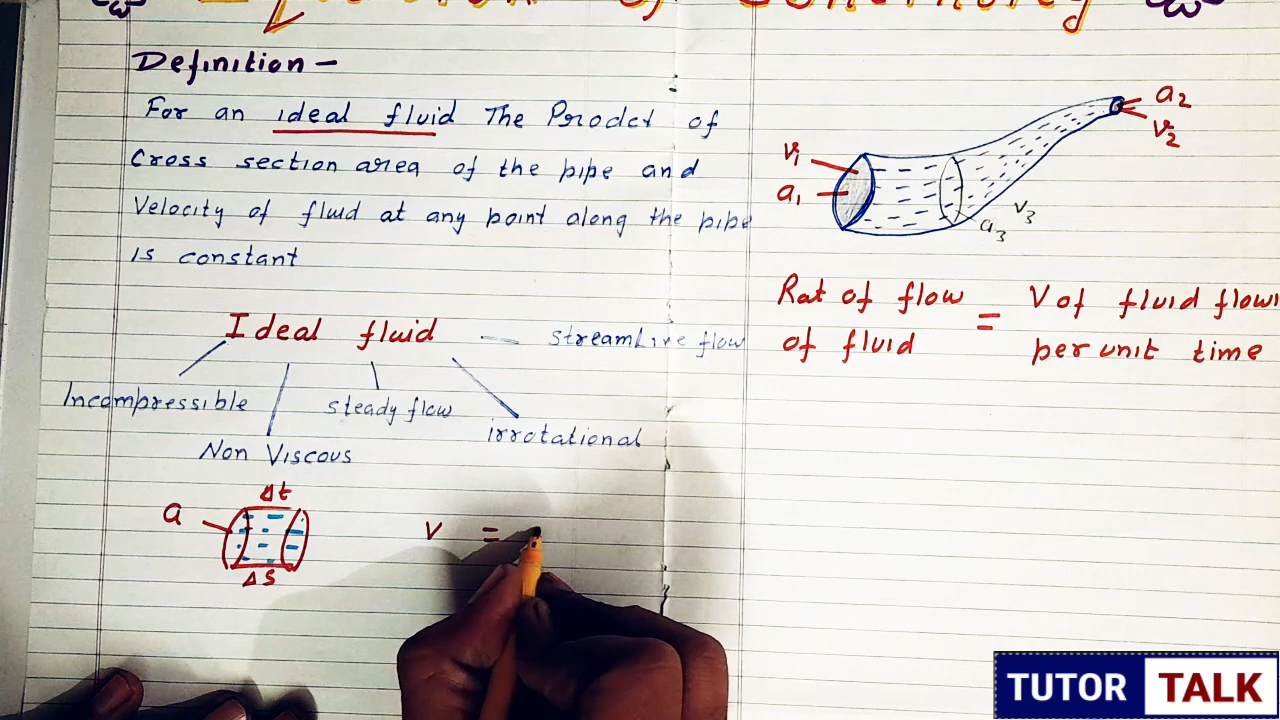 Equation of Continuity
Definition -
For an ideal fluid The Prodct of
Cross section area of the pipe and
Velocity of fluid at any point along the pipe
is constant
Ideal fluid — streamLine flow
Incompressible
steady flow
irrotational
Non Viscous
Δt
a
Δs
v =
v1
a1
a2
v2
v3
a3
Rat of flow = V of fluid flow
of fluid per unit time
TUTOR TALK